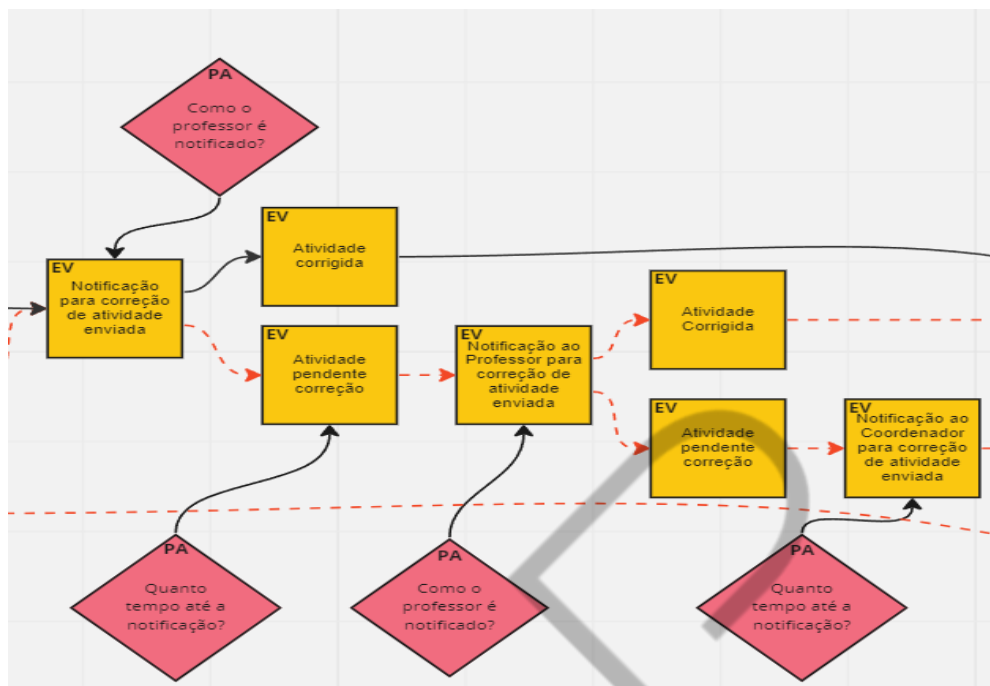 PA
Como o
professor é
notificado?
EV
Notificação
para correção
de atividade
enviada
EV
Atividade
corrigida
EV
Atividade
pendente
correção
EV
Notificação ao
Professor para
correção de
atividade
enviada
EV
Atividade
Corrigida
EV
Atividade
pendente
correção
EV
Notificação ao
Coordenador
para correção
de atividade
enviada
PA
Quanto
tempo até a
notificação?
PA
Como o
professor é
notificado?
PA
Quanto
tempo até a
notificação?